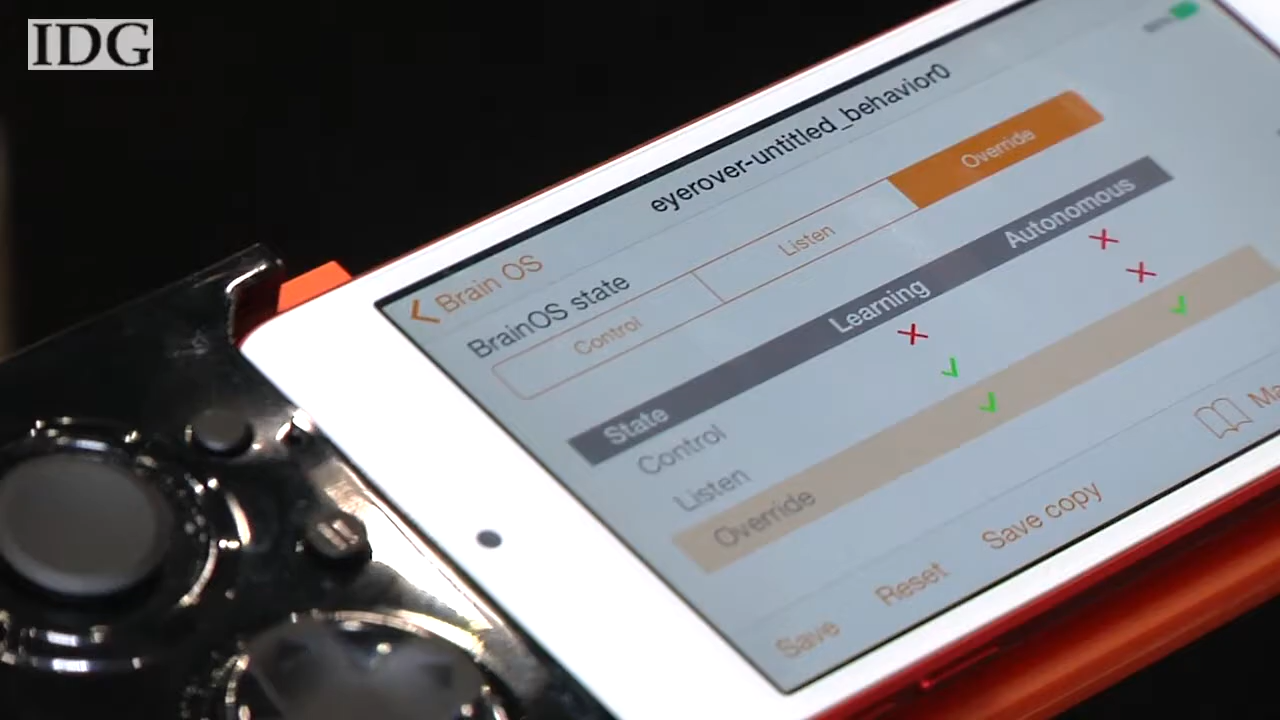 IDG
eyerover-untitled_behavior0
Brain OS
BrainOS state
Control Listen Override
State Learning Autonomous
Control
Listen
Override
Save Reset Save copy